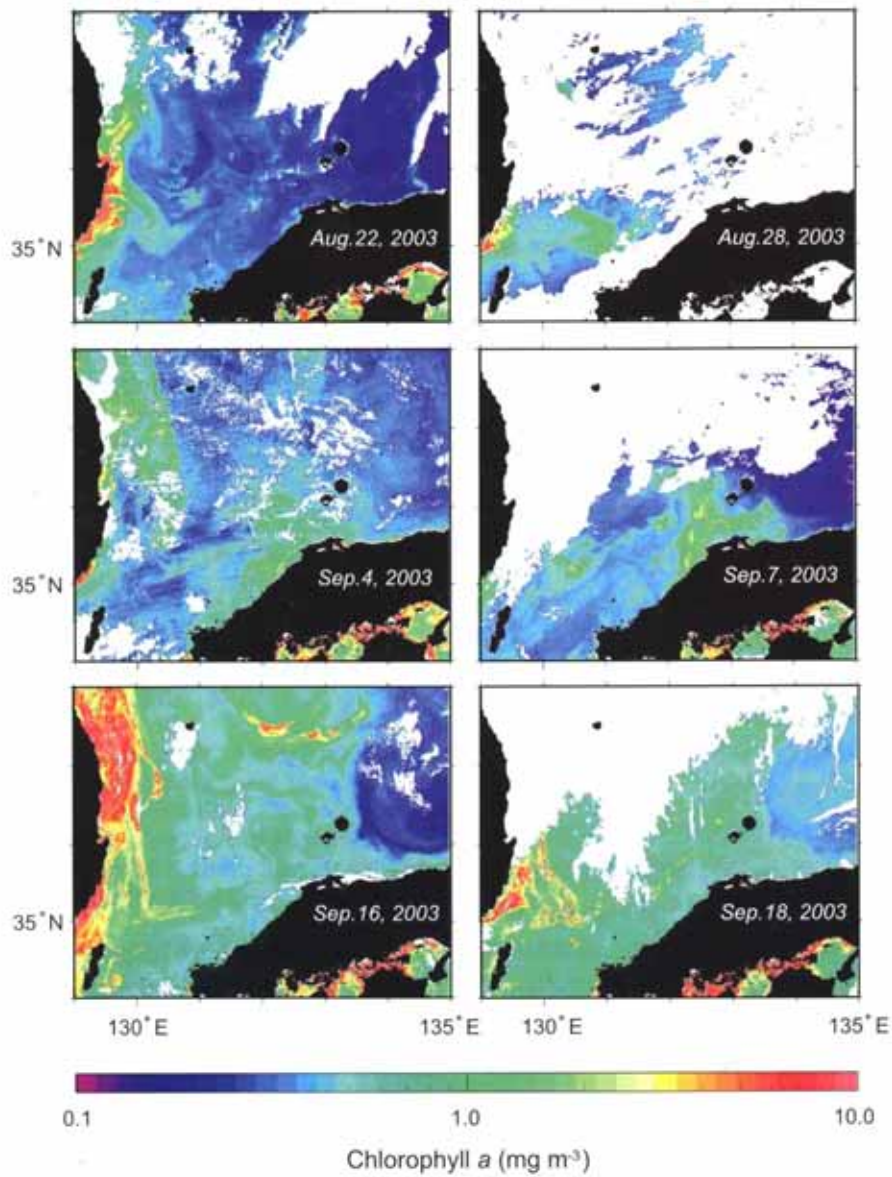 Aug.22, 2003
Aug.28, 2003
35°N
Sep.4, 2003
Sep.7, 2003
35°N
Sep.16, 2003
Sep.18, 2003
35°N
130°E
135°E
130°E
135°E
0.1
1.0
10.0
Chlorophyll a (mg m-3)